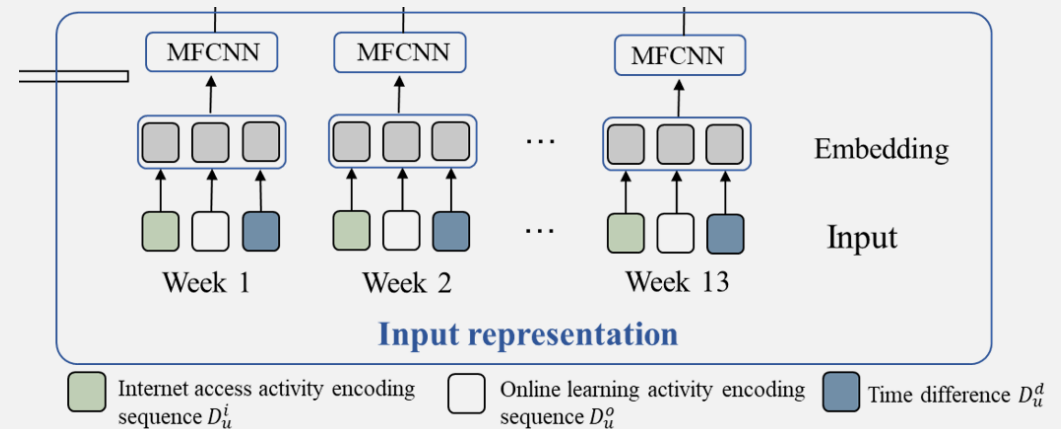 MFCNN MFCNN MFCNN
... Embedding
... Input
Week 1 Week 2 Week 13
Input representation
Internet access activity encoding
sequence $D_u^i$
Online learning activity encoding
sequence $D_u^o$
Time difference $D_u^d$